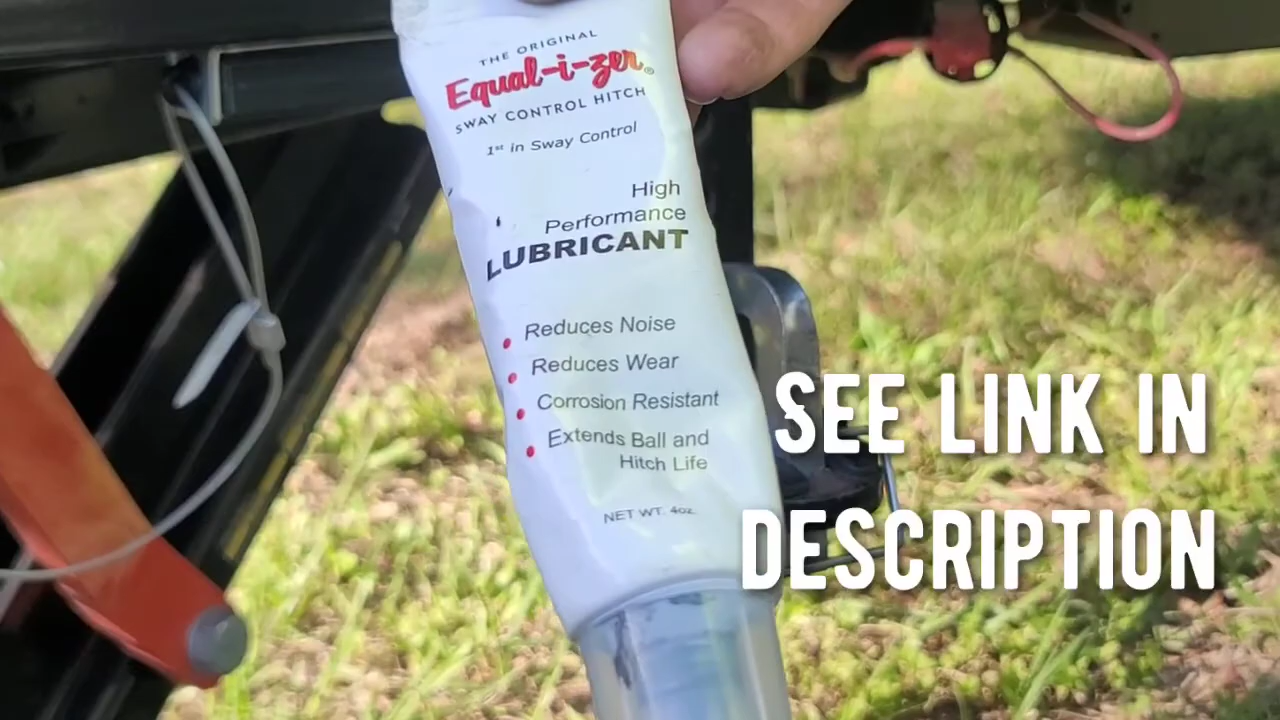 THE ORIGINAL
Equal-i-zer®
SWAY CONTROL HITCH
1st in Sway Control
High
Performance
LUBRICANT
Reduces Noise
Reduces Wear
Corrosion Resistant
Extends Ball and
Hitch Life
NET WT. 4oz.
SEE LINK IN
DESCRIPTION